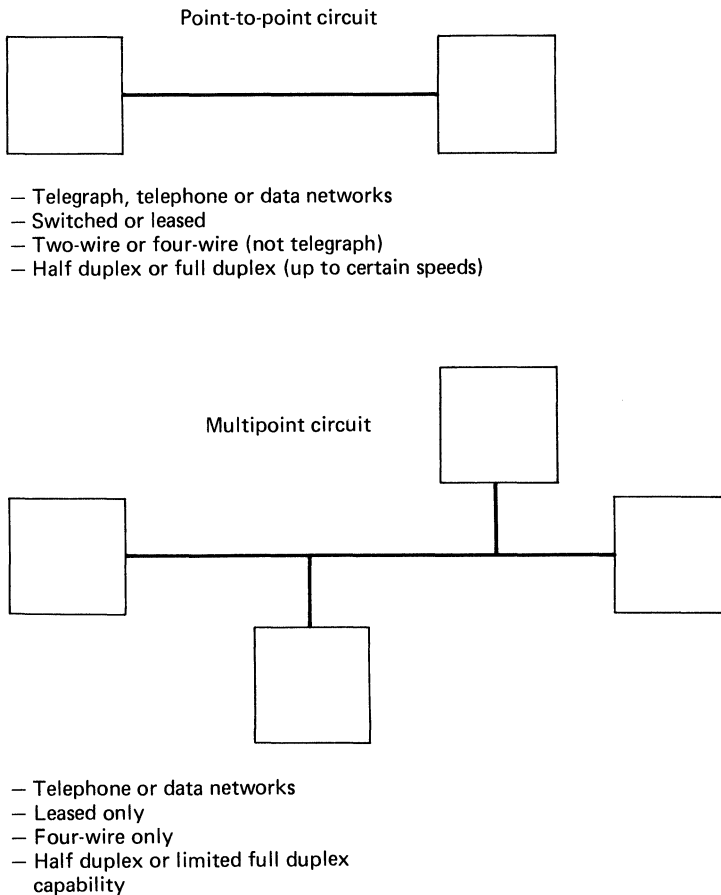 Point-to-point circuit
— Telegraph, telephone or data networks
— Switched or leased
— Two-wire or four-wire (not telegraph)
— Half duplex or full duplex (up to certain speeds)
Multipoint circuit
— Telephone or data networks
— Leased only
— Four-wire only
— Half duplex or limited full duplex
capability